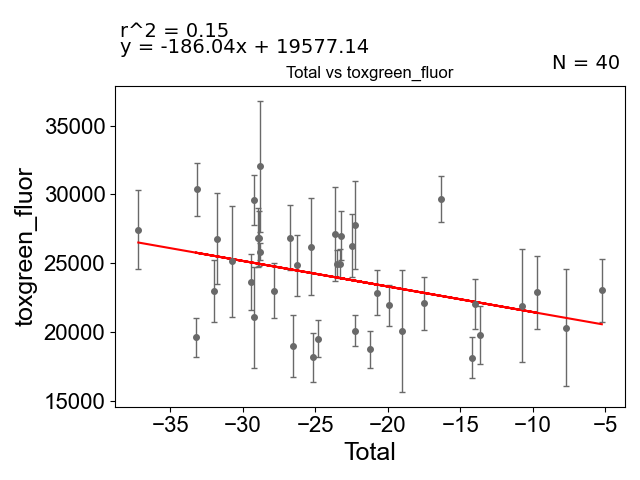 r^2 = 0.15
y = -186.04x + 19577.14
N = 40
Total vs toxgreen_fluor
toxgreen_fluor
35000
30000
25000
20000
15000
−35 −30 −25 −20 −15 −10 −5
Total